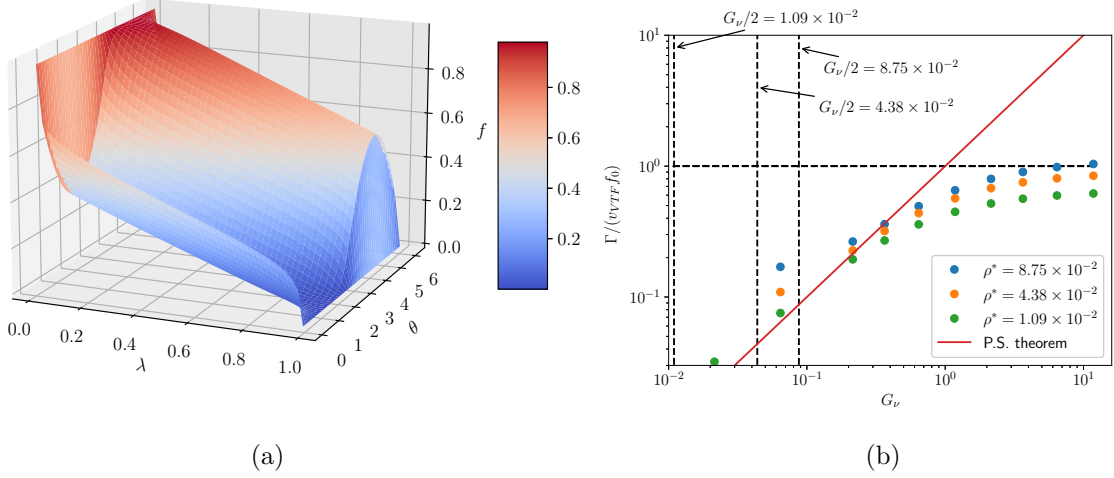 0.0
0.2
0.4
0.6
0.8
1.0
λ
0
1
2
3
4
5
6
θ
0.0
0.2
0.4
0.6
0.8
f
0.8
0.6
0.4
0.2
(a)
G_ν/2 = 1.09 × 10^{-2}
G_ν/2 = 8.75 × 10^{-2}
G_ν/2 = 4.38 × 10^{-2}
10^1
10^0
10^{-1}
Γ/(v_{VTF} f_0)
ρ* = 8.75 × 10^{-2}
ρ* = 4.38 × 10^{-2}
ρ* = 1.09 × 10^{-2}
P.S. theorem
10^{-2}
10^{-1}
10^0
10^1
G_ν
(b)